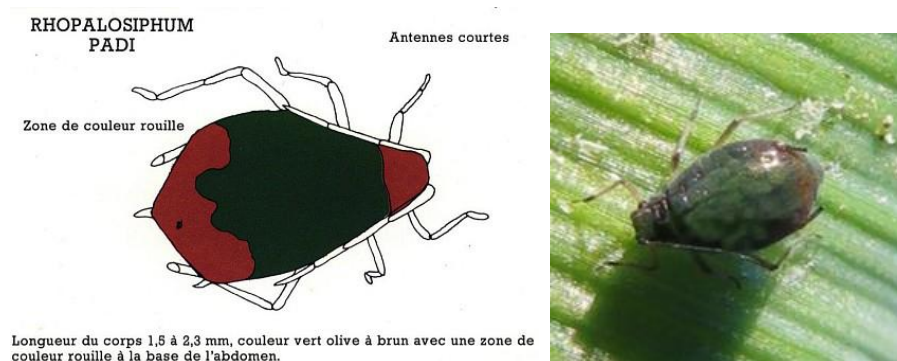 RHOPALOSIPHUM
PADI
Antennes courtes
Zone de couleur rouille
Longueur du corps 1,5 à 2,3 mm, couleur vert olive à brun avec une zone de
couleur rouille à la base de l'abdomen.